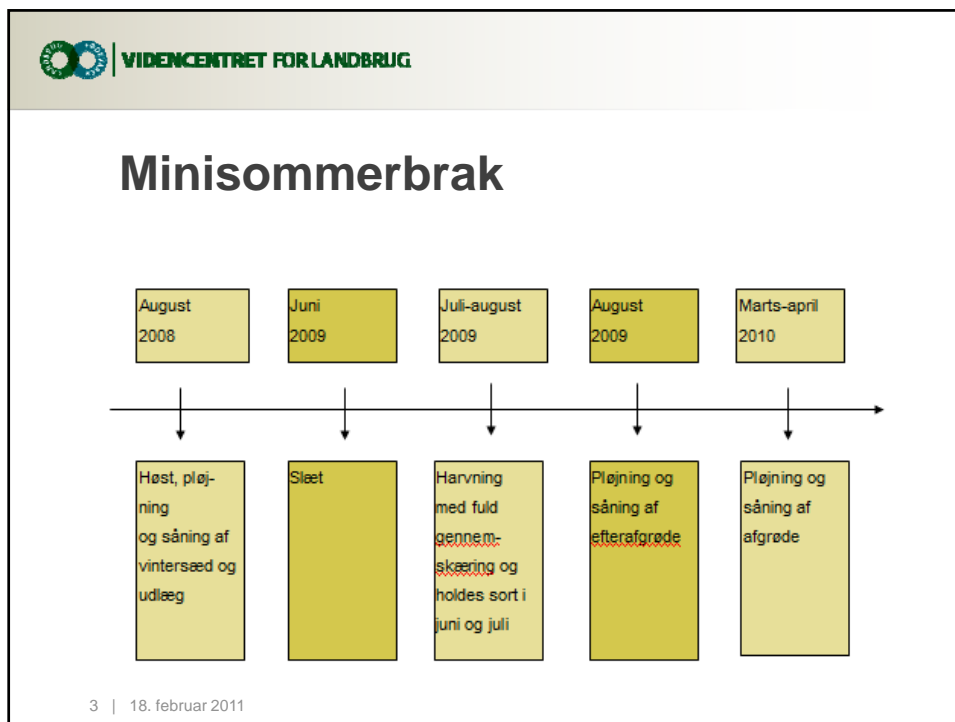 VIDENCENTRET FOR LANDBRUG
Minisommerbrak
August
2008
Juni
2009
Juli-august
2009
August
2009
Marts-april
2010
Høst, pløj-
ning
og såning af
vintersæd og
udlæg
Slæt
Harvning
med fuld
gennem-
skæring og
holdes sort i
juni og juli
Pløjning og
såning af
efterafgrøde
Pløjning og
såning af
afgrøde
3 | 18. februar 2011